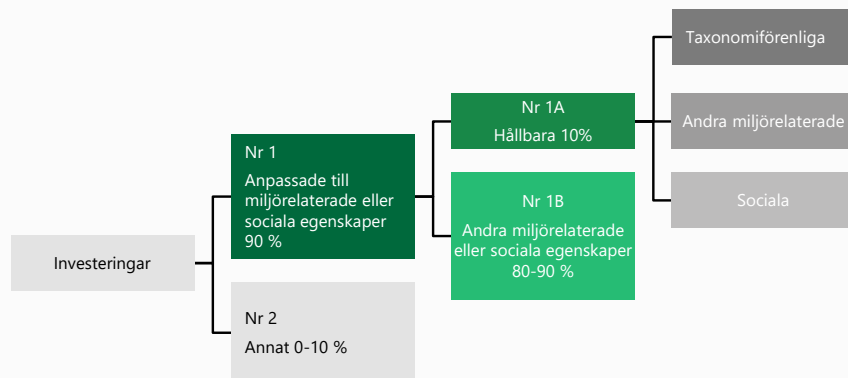 Investeringar
Nr 1
Anpassade till
miljörelaterade eller
sociala egenskaper
90 %
Nr 2
Annat 0-10 %
Nr 1A
Hållbara 10%
Nr 1B
Andra miljörelaterade
eller sociala egenskaper
80-90 %
Taxonomiförenliga
Andra miljörelaterade
Sociala